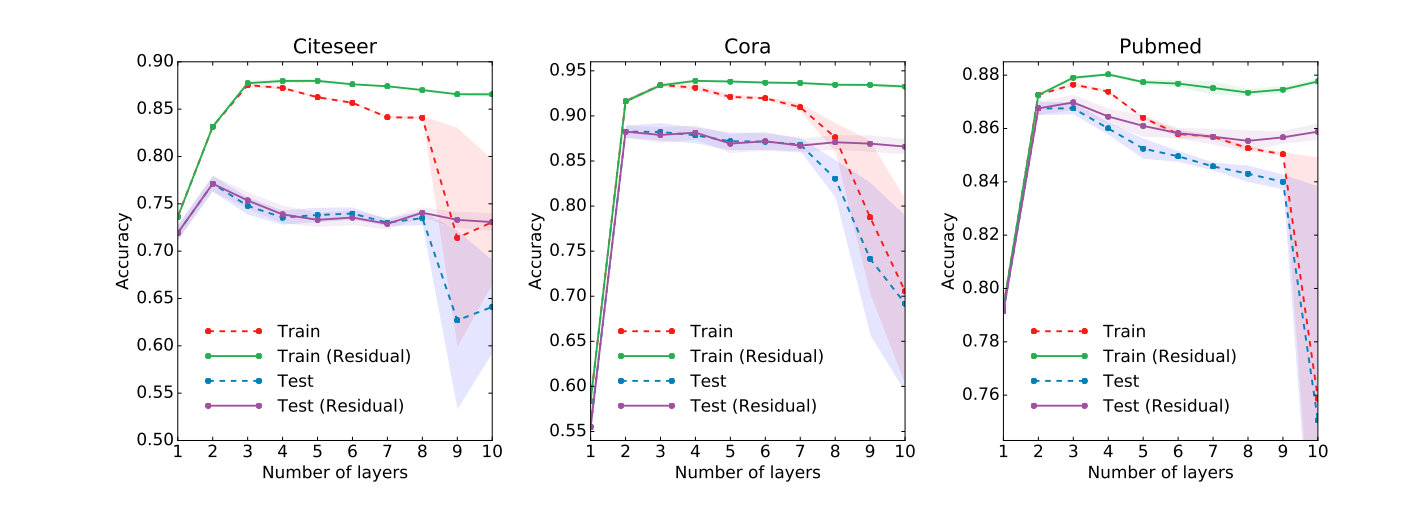 Citeseer
0.90
0.85
0.80
0.75
0.70
0.65
0.60
0.55
0.50
Accuracy
Train
Train (Residual)
Test
Test (Residual)
1 2 3 4 5 6 7 8 9 10
Number of layers
Cora
0.95
0.90
0.85
0.80
0.75
0.70
0.65
0.60
0.55
Accuracy
Train
Train (Residual)
Test
Test (Residual)
1 2 3 4 5 6 7 8 9 10
Number of layers
Pubmed
0.88
0.86
0.84
0.82
0.80
0.78
0.76
Accuracy
Train
Train (Residual)
Test
Test (Residual)
1 2 3 4 5 6 7 8 9 10
Number of layers